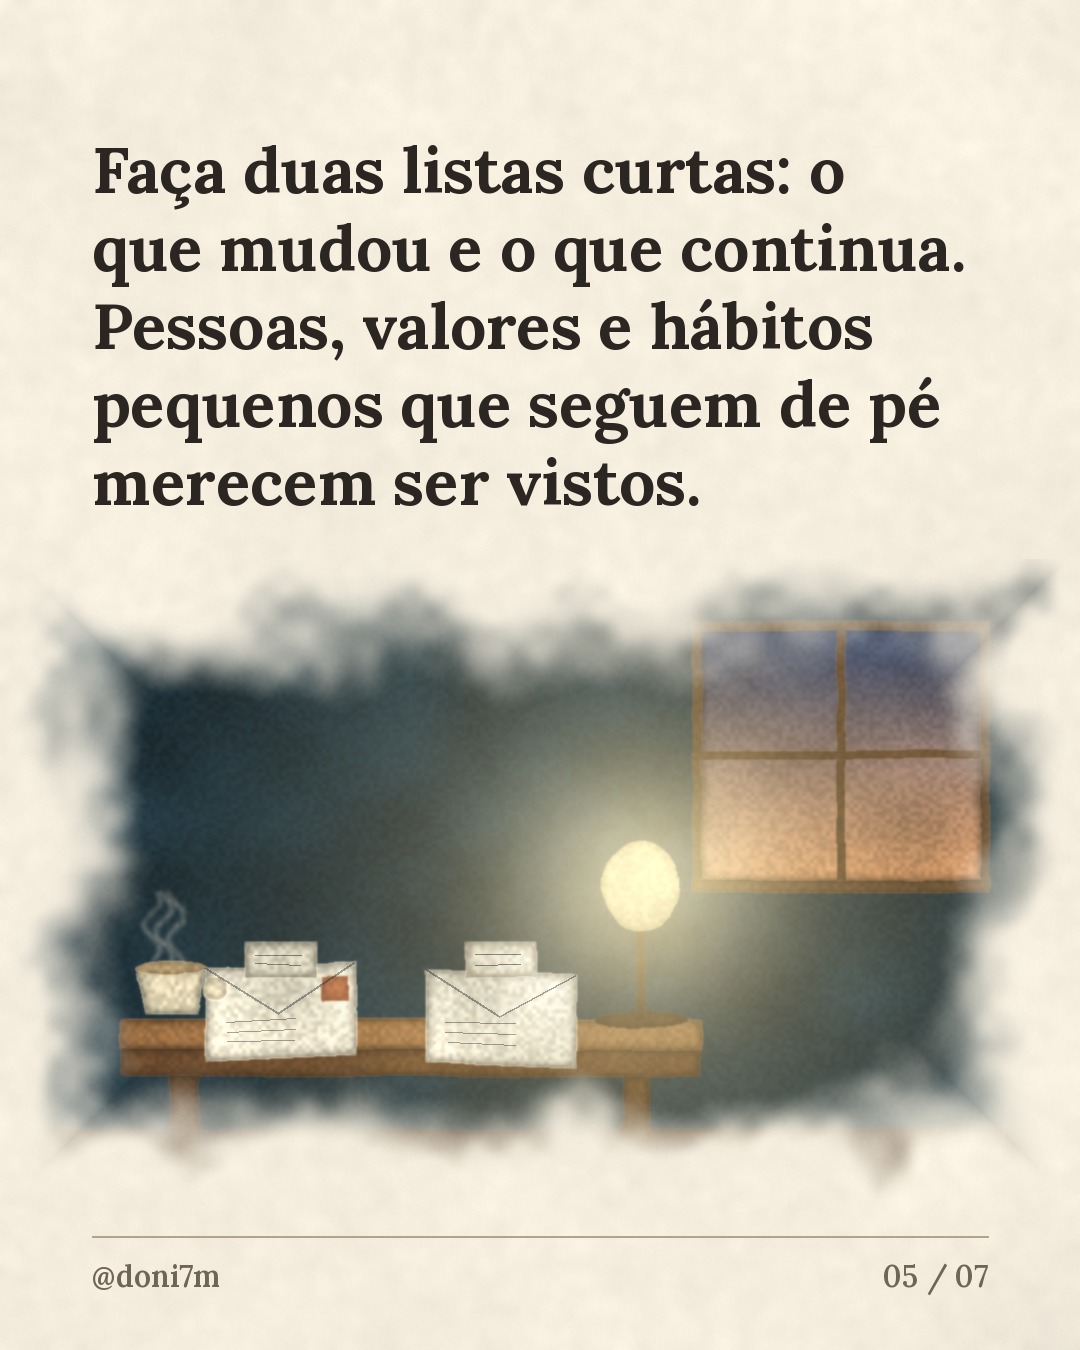 Faça duas listas curtas: o
que mudou e o que continua.
Pessoas, valores e hábitos
pequenos que seguem de pé
merecem ser vistos.
@doni7m
05 / 07